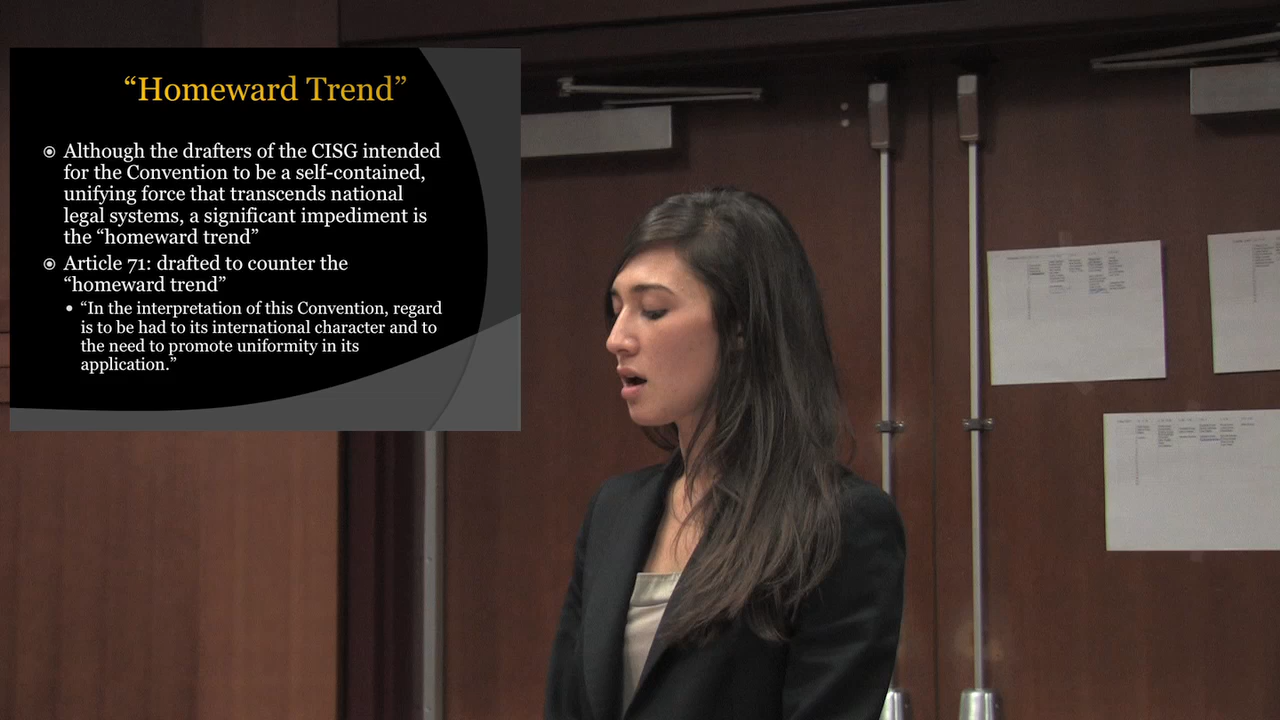 “Homeward Trend”
Although the drafters of the CISG intended
for the Convention to be a self-contained,
unifying force that transcends national
legal systems, a significant impediment is
the “homeward trend”
Article 71: drafted to counter the
“homeward trend”
“In the interpretation of this Convention, regard
is to be had to its international character and to
the need to promote uniformity in its
application.”